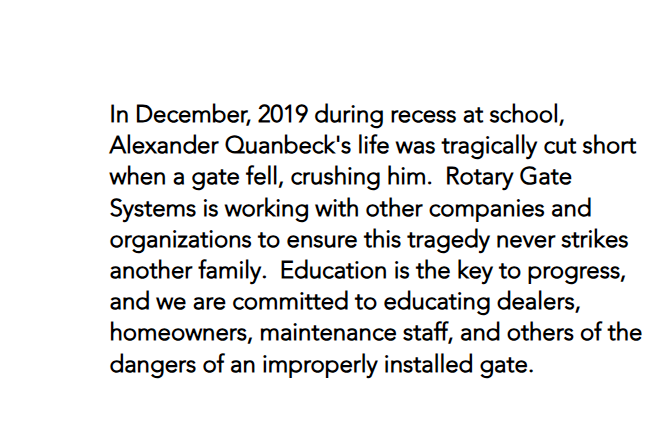 In December, 2019 during recess at school,
Alexander Quanbeck's life was tragically cut short
when a gate fell, crushing him.  Rotary Gate
Systems is working with other companies and
organizations to ensure this tragedy never strikes
another family.  Education is the key to progress,
and we are committed to educating dealers,
homeowners, maintenance staff, and others of the
dangers of an improperly installed gate.